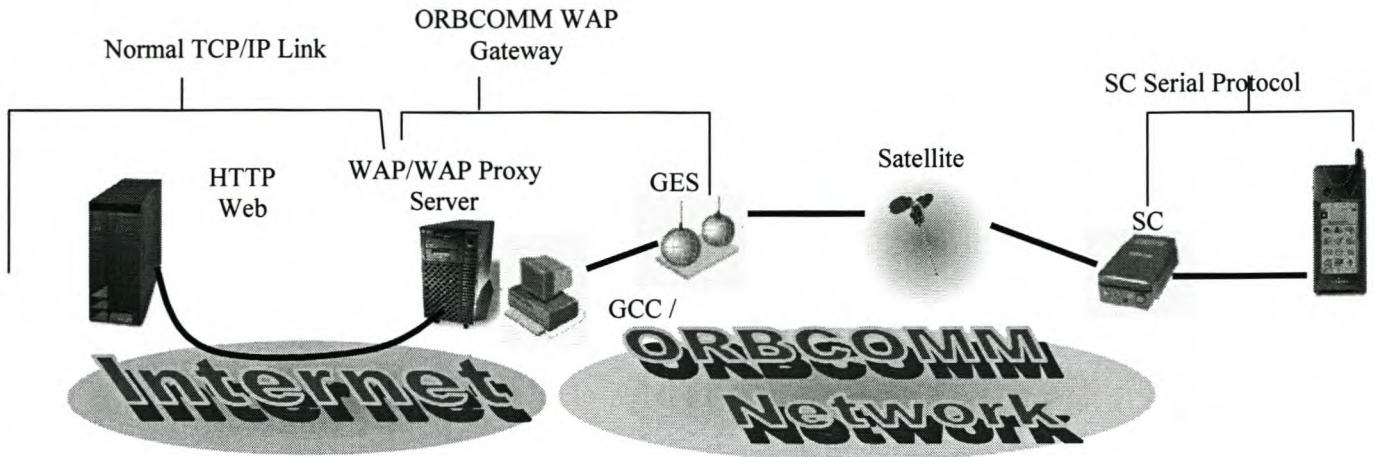 Normal TCP/IP Link
ORBCOMM WAP
Gateway
SC Serial Protocol
HTTP
Web
WAP/WAP Proxy
Server
GES
Satellite
SC
GCC /
Internet
ORBCOMM
Network